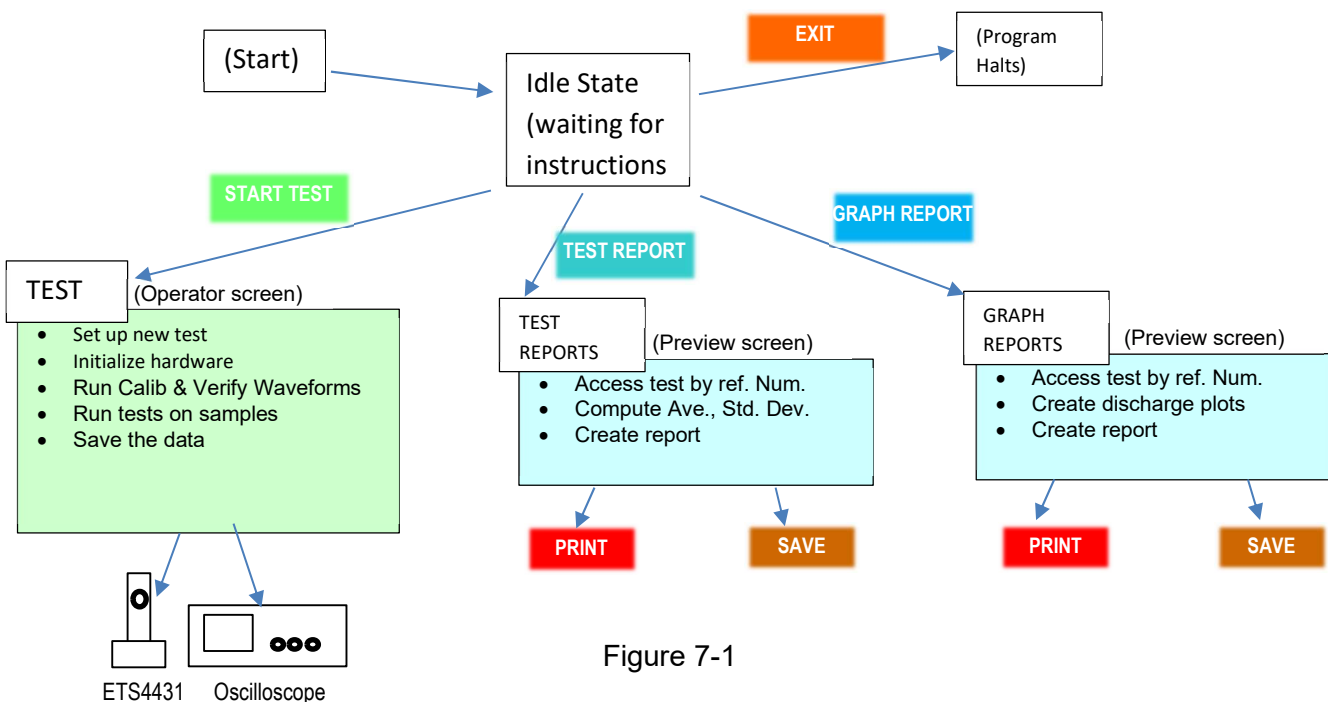 EXIT
(Start)
(Program
Halts)
Idle State
(waiting for
instructions
START TEST
GRAPH REPORT
TEST REPORT
TEST
(Operator screen)
• Set up new test
• Initialize hardware
• Run Calib & Verify Waveforms
• Run tests on samples
• Save the data
TEST
REPORTS
(Preview screen)
• Access test by ref. Num.
• Compute Ave., Std. Dev.
• Create report
GRAPH
REPORTS
(Preview screen)
• Access test by ref. Num.
• Create discharge plots
• Create report
PRINT
SAVE
PRINT
SAVE
ETS4431
Oscilloscope
Figure 7-1